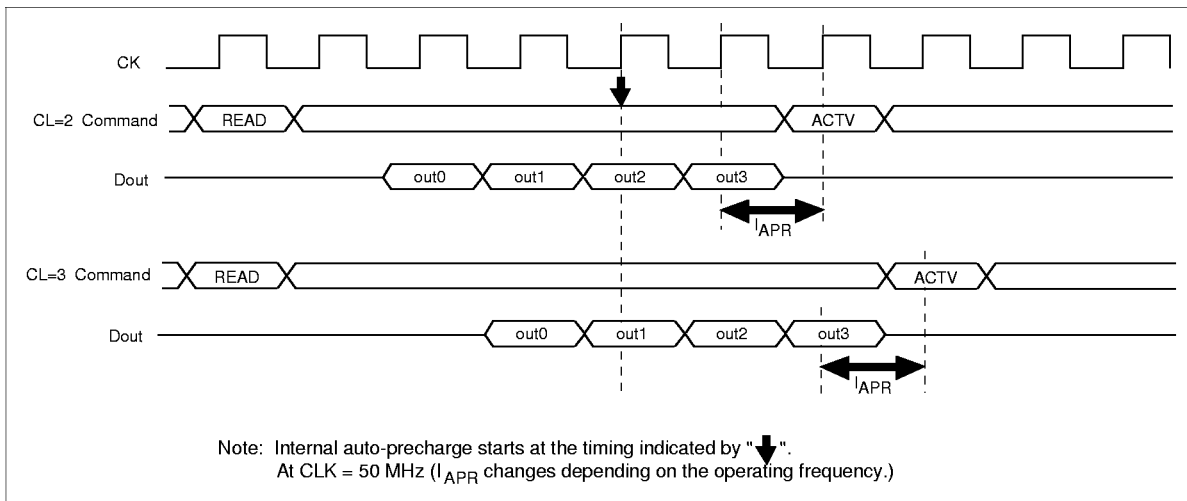 CK
CL=2 Command READ ACTV
Dout out0 out1 out2 out3
lAPR
CL=3 Command READ ACTV
Dout out0 out1 out2 out3
lAPR
Note: Internal auto-precharge starts at the timing indicated by " ".
At CLK = 50 MHz (lAPR changes depending on the operating frequency.)